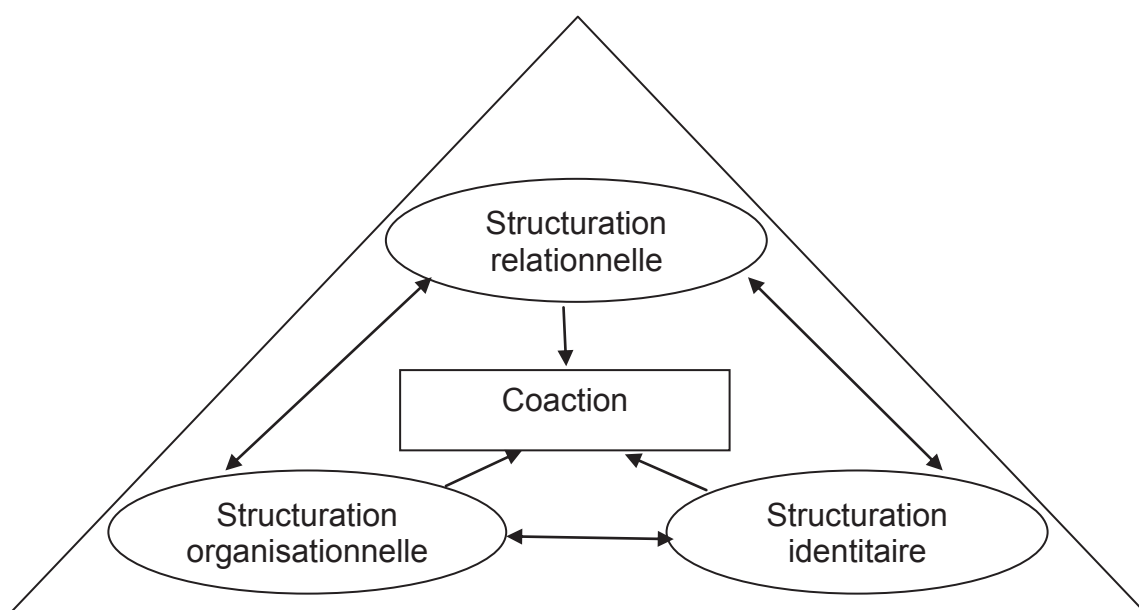 Structuration
relationnelle
Coaction
Structuration
organisationnelle
Structuration
identitaire